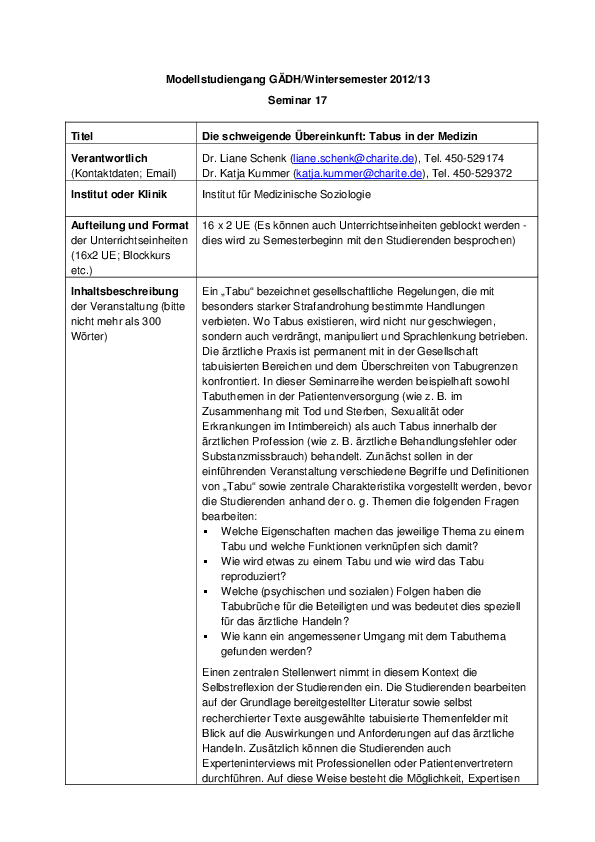 Modellstudiengang GÄDH/Wintersemester 2012/13
Seminar 17
Titel
Die schweigende Übereinkunft: Tabus in der Medizin
Verantwortlich
(Kontaktdaten; Email)
Dr. Liane Schenk (liane.schenk@charite.de), Tel. 450-529174
Dr. Katja Kummer (katja.kummer@charite.de), Tel. 450-529372
Institut oder Klinik
Institut für Medizinische Soziologie
Aufteilung und Format
der Unterrichtseinheiten
(16x2 UE; Blockkurs
etc.)
16 x 2 UE (Es können auch Unterrichtseinheiten geblockt werden -
dies wird zu Semesterbeginn mit den Studierenden besprochen)
Inhaltsbeschreibung
der Veranstaltung (bitte
nicht mehr als 300
Wörter)
Ein „Tabu“ bezeichnet gesellschaftliche Regelungen, die mit
besonders starker Strafandrohung bestimmte Handlungen
verbieten. Wo Tabus existieren, wird nicht nur geschwiegen,
sondern auch verdrängt, manipuliert und Sprachlenkung betrieben.
Die ärztliche Praxis ist permanent mit in der Gesellschaft
tabuisierten Bereichen und dem Überschreiten von Tabugrenzen
konfrontiert. In dieser Seminarreihe werden beispielhaft sowohl
Tabuthemen in der Patientenversorgung (wie z. B. im
Zusammenhang mit Tod und Sterben, Sexualität oder
Erkrankungen im Intimbereich) als auch Tabus innerhalb der
ärztlichen Profession (wie z. B. ärztliche Behandlungsfehler oder
Substanzmissbrauch) behandelt. Zunächst sollen in der
einführenden Veranstaltung verschiedene Begriffe und Definitionen
von „Tabu“ sowie zentrale Charakteristika vorgestellt werden, bevor
die Studierenden anhand der o. g. Themen die folgenden Fragen
bearbeiten:
▪ Welche Eigenschaften machen das jeweilige Thema zu einem
Tabu und welche Funktionen verknüpfen sich damit?
▪ Wie wird etwas zu einem Tabu und wie wird das Tabu
reproduziert?
▪ Welche (psychischen und sozialen) Folgen haben die
Tabubrüche für die Beteiligten und was bedeutet dies speziell
für das ärztliche Handeln?
▪ Wie kann ein angemessener Umgang mit dem Tabuthema
gefunden werden?
Einen zentralen Stellenwert nimmt in diesem Kontext die
Selbstreflexion der Studierenden ein. Die Studierenden bearbeiten
auf der Grundlage bereitgestellter Literatur sowie selbst
recherchierter Texte ausgewählte tabuisierte Themenfelder mit
Blick auf die Auswirkungen und Anforderungen auf das ärztliche
Handeln. Zusätzlich können die Studierenden auch
Experteninterviews mit Professionellen oder Patientenvertretern
durchführen. Auf diese Weise besteht die Möglichkeit, Expertisen